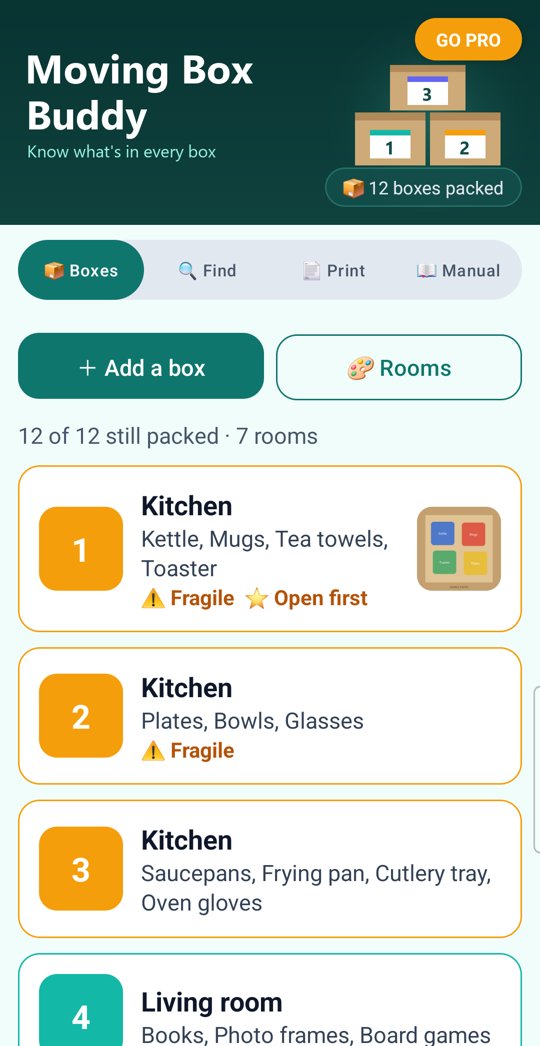 GO PRO
Moving Box
Buddy
Know what's in every box
3
1
2
12 boxes packed
Boxes
Find
Print
Manual
+ Add a box
Rooms
12 of 12 still packed · 7 rooms
1
Kitchen
Kettle, Mugs, Tea towels,
Toaster
Fragile
Open first
2
Kitchen
Plates, Bowls, Glasses
Fragile
3
Kitchen
Saucepans, Frying pan, Cutlery tray,
Oven gloves
4
Living room
Books, Photo frames, Board games